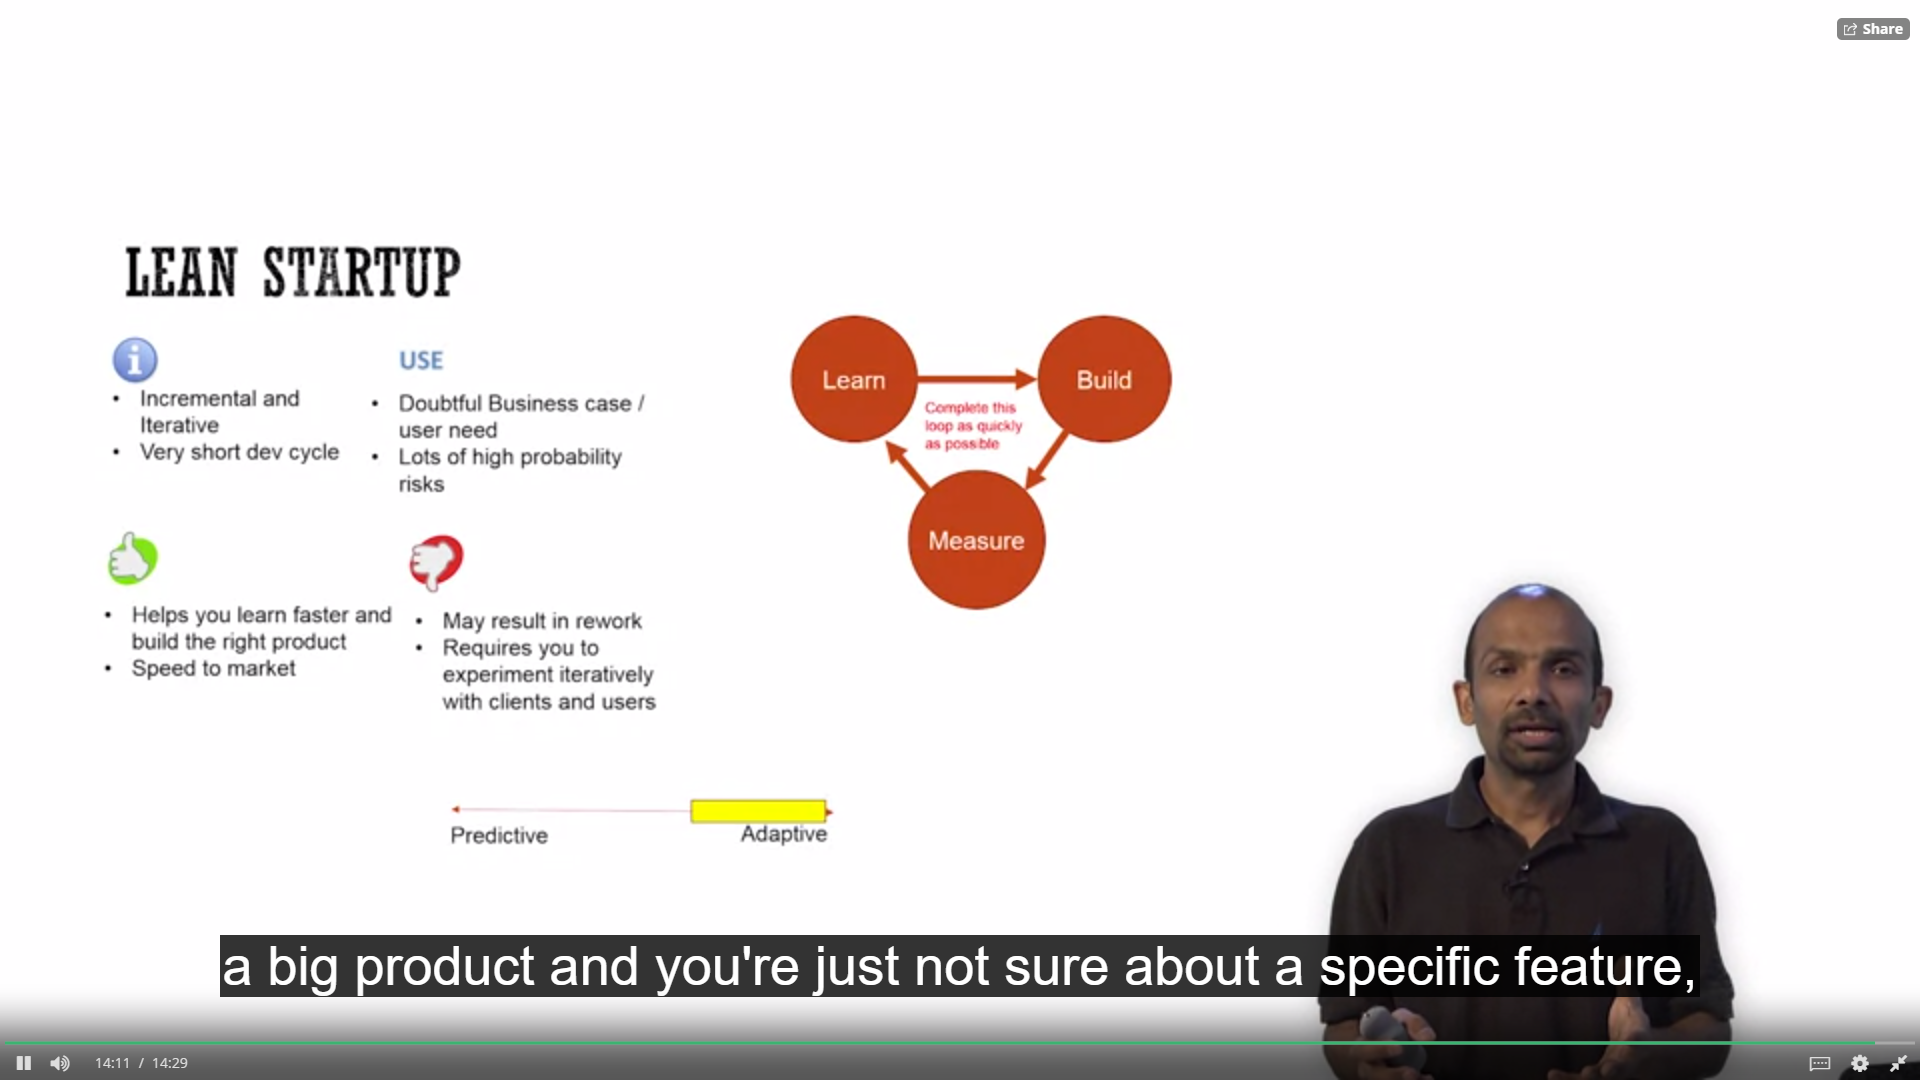 Share
LEAN STARTUP
USE
• Incremental and
Iterative
• Very short dev cycle
• Doubtful Business case /
user need
• Lots of high probability
risks
• Helps you learn faster and
build the right product
• Speed to market
• May result in rework
• Requires you to
experiment iteratively
with clients and users
Learn
Build
Complete this
loop as quickly
as possible
Measure
Predictive
Adaptive
a big product and you're just not sure about a specific feature,
14:11 / 14:29